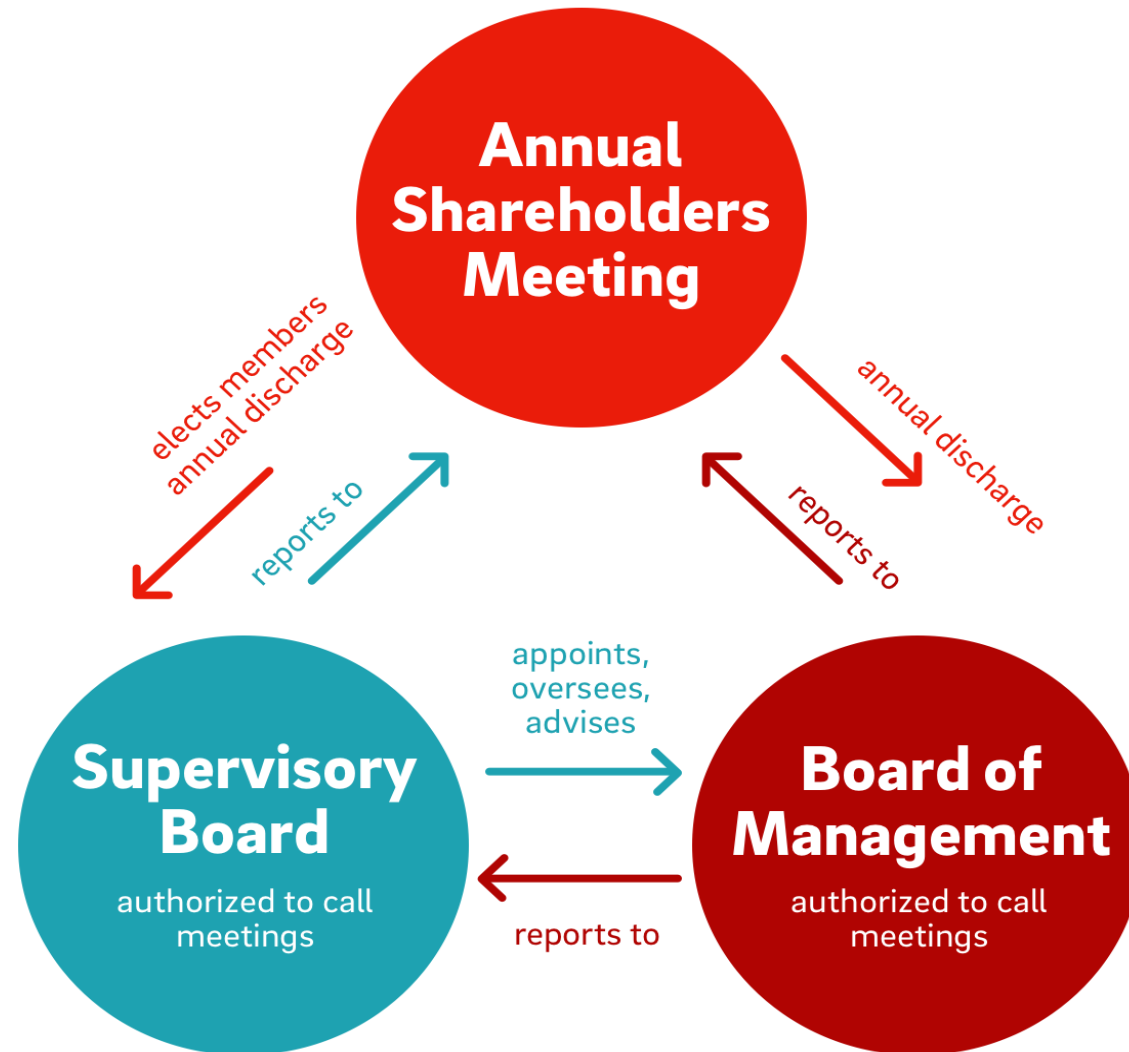 Annual
Shareholders
Meeting
elects members
annual discharge
reports to
annual discharge
reports to
appoints,
oversees,
advises
Supervisory
Board
authorized to call
meetings
Board of
Management
authorized to call
meetings
reports to